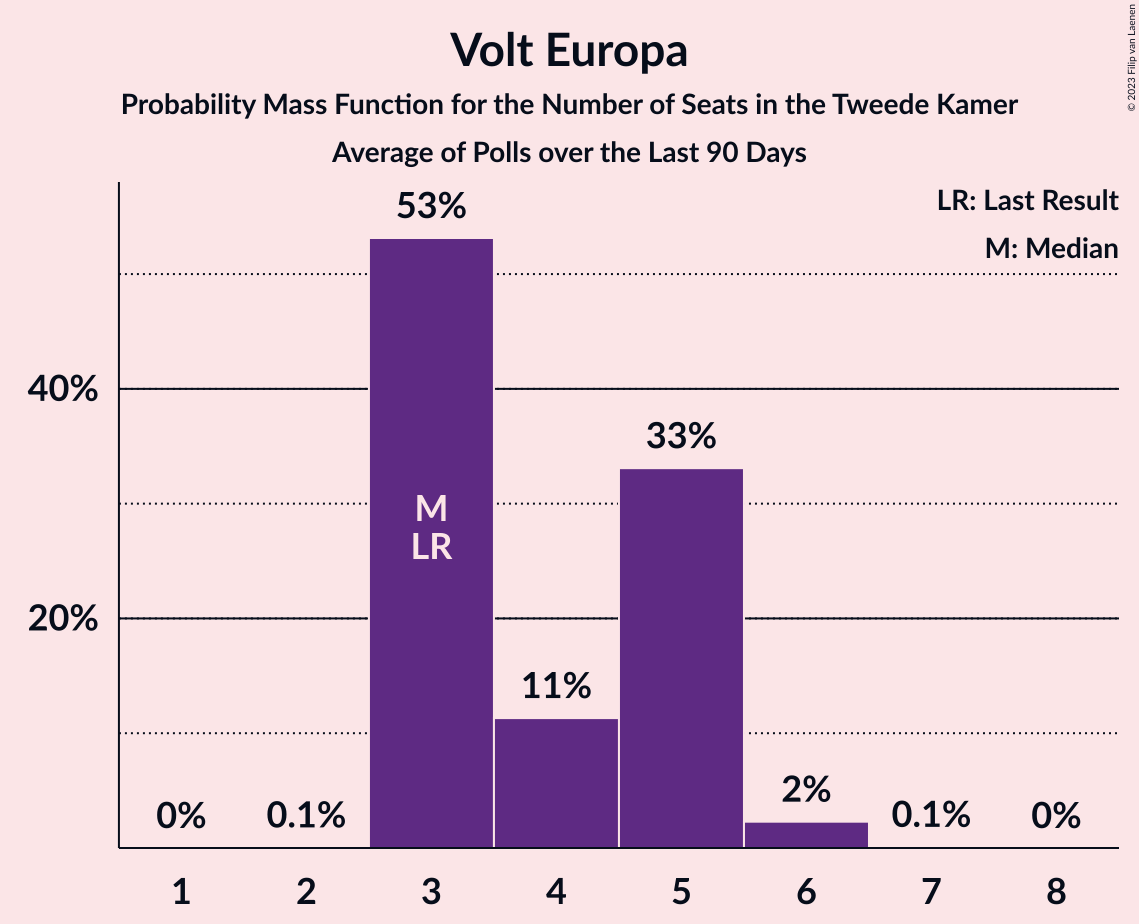 Volt Europa
Probability Mass Function for the Number of Seats in the Tweede Kamer
Average of Polls over the Last 90 Days
© 2023 Filip van Laenen
LR: Last Result
M: Median
53%
40%
33%
M
LR
20%
11%
0%
0.1%
2%
0.1%
0%
1
2
3
4
5
6
7
8